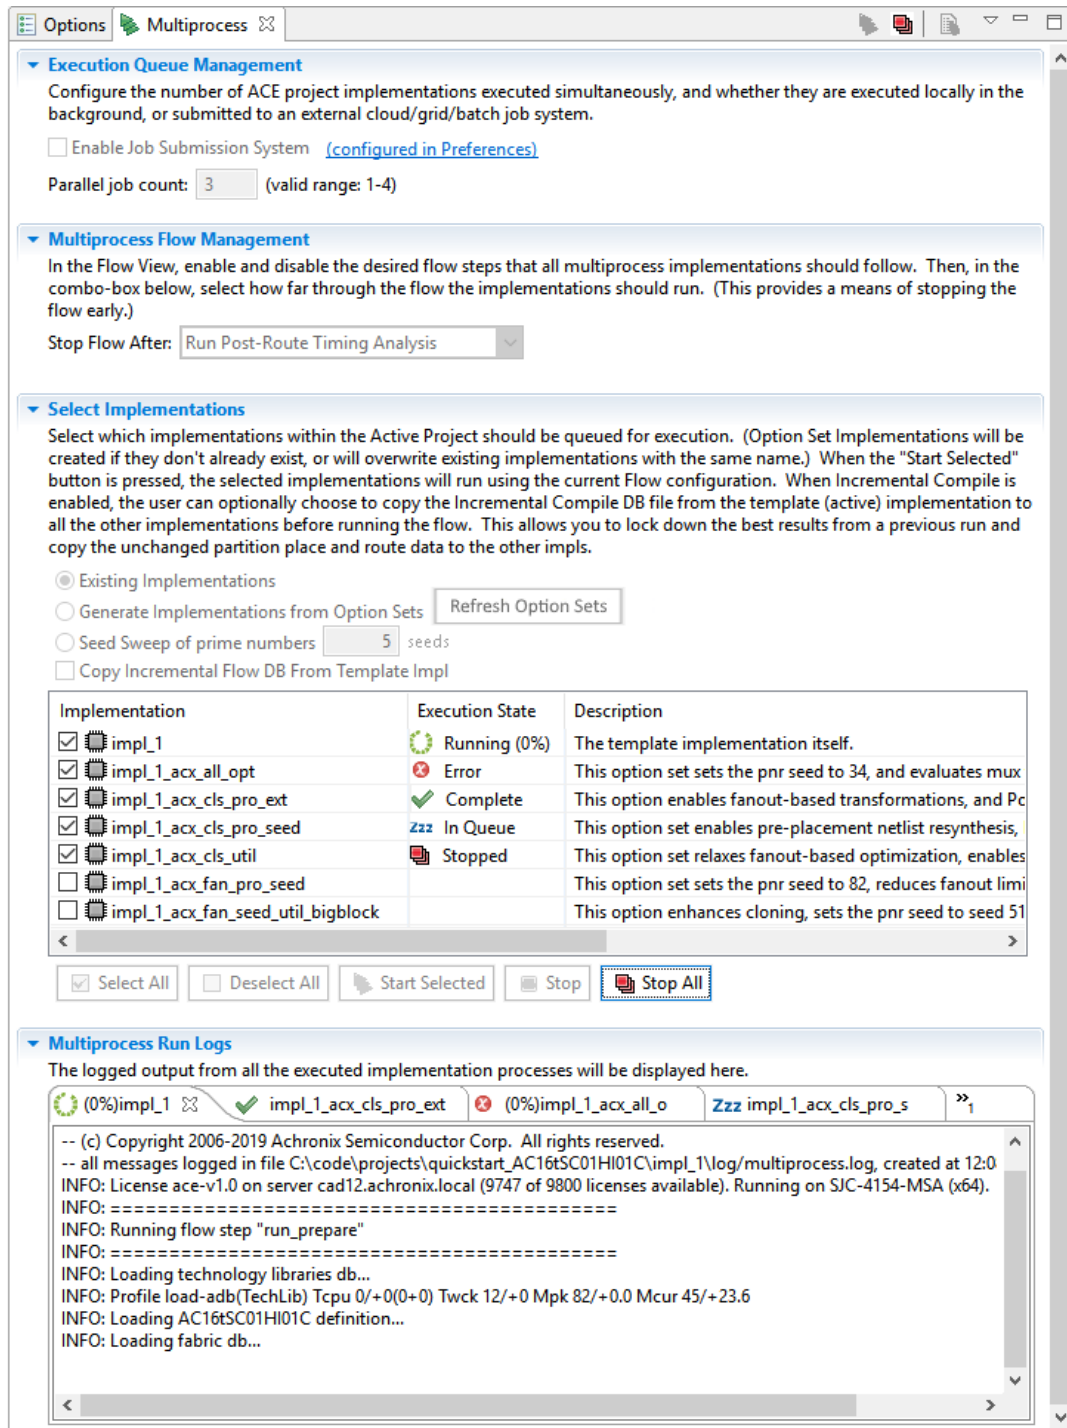 Options
Multiprocess
Execution Queue Management
Configure the number of ACE project implementations executed simultaneously, and whether they are executed locally in the
background, or submitted to an external cloud/grid/batch job system.
Enable Job Submission System (configured in Preferences)
Parallel job count: 3 (valid range: 1-4)
Multiprocess Flow Management
In the Flow View, enable and disable the desired flow steps that all multiprocess implementations should follow. Then, in the
combo-box below, select how far through the flow the implementations should run. (This provides a means of stopping the
flow early.)
Stop Flow After: Run Post-Route Timing Analysis
Select Implementations
Select which implementations within the Active Project should be queued for execution. (Option Set Implementations will be
created if they don't already exist, or will overwrite existing implementations with the same name.) When the "Start Selected"
button is pressed, the selected implementations will run using the current Flow configuration. When Incremental Compile is
enabled, the user can optionally choose to copy the Incremental Compile DB file from the template (active) implementation to
all the other implementations before running the flow. This allows you to lock down the best results from a previous run and
copy the unchanged partition place and route data to the other impls.
Existing Implementations
Generate Implementations from Option Sets Refresh Option Sets
Seed Sweep of prime numbers 5 seeds
Copy Incremental Flow DB From Template Impl
Implementation Execution State Description
impl_1 Running (0%) The template implementation itself.
impl_1_acx_all_opt Error This option set sets the pnr seed to 34, and evaluates mux
impl_1_acx_cls_pro_ext Complete This option enables fanout-based transformations, and Pc
impl_1_acx_cls_pro_seed Zzz In Queue This option set enables pre-placement netlist resynthesis,
impl_1_acx_cls_util Stopped This option set relaxes fanout-based optimization, enables
impl_1_acx_fan_pro_seed This option set sets the pnr seed to 82, reduces fanout limi
impl_1_acx_fan_seed_util_bigblock This option enhances cloning, sets the pnr seed to seed 51
Select All Deselect All Start Selected Stop Stop All
Multiprocess Run Logs
The logged output from all the executed implementation processes will be displayed here.
(0%)impl_1 impl_1_acx_cls_pro_ext (0%)impl_1_acx_all_o Zzz impl_1_acx_cls_pro_s »1
-- (c) Copyright 2006-2019 Achronix Semiconductor Corp. All rights reserved.
-- all messages logged in file C:\code\projects\quickstart_AC16tSC01HI01C\impl_1\log/multiprocess.log, created at 12:0
INFO: License ace-v1.0 on server cad12.achronix.local (9747 of 9800 licenses available). Running on SJC-4154-MSA (x64).
INFO: ===========================================
INFO: Running flow step "run_prepare"
INFO: ===========================================
INFO: Loading technology libraries db...
INFO: Profile load-adb(TechLib) Tcpu 0/+0(0+0) Twck 12/+0 Mpk 82/+0.0 Mcur 45/+23.6
INFO: Loading AC16tSC01HI01C definition...
INFO: Loading fabric db...